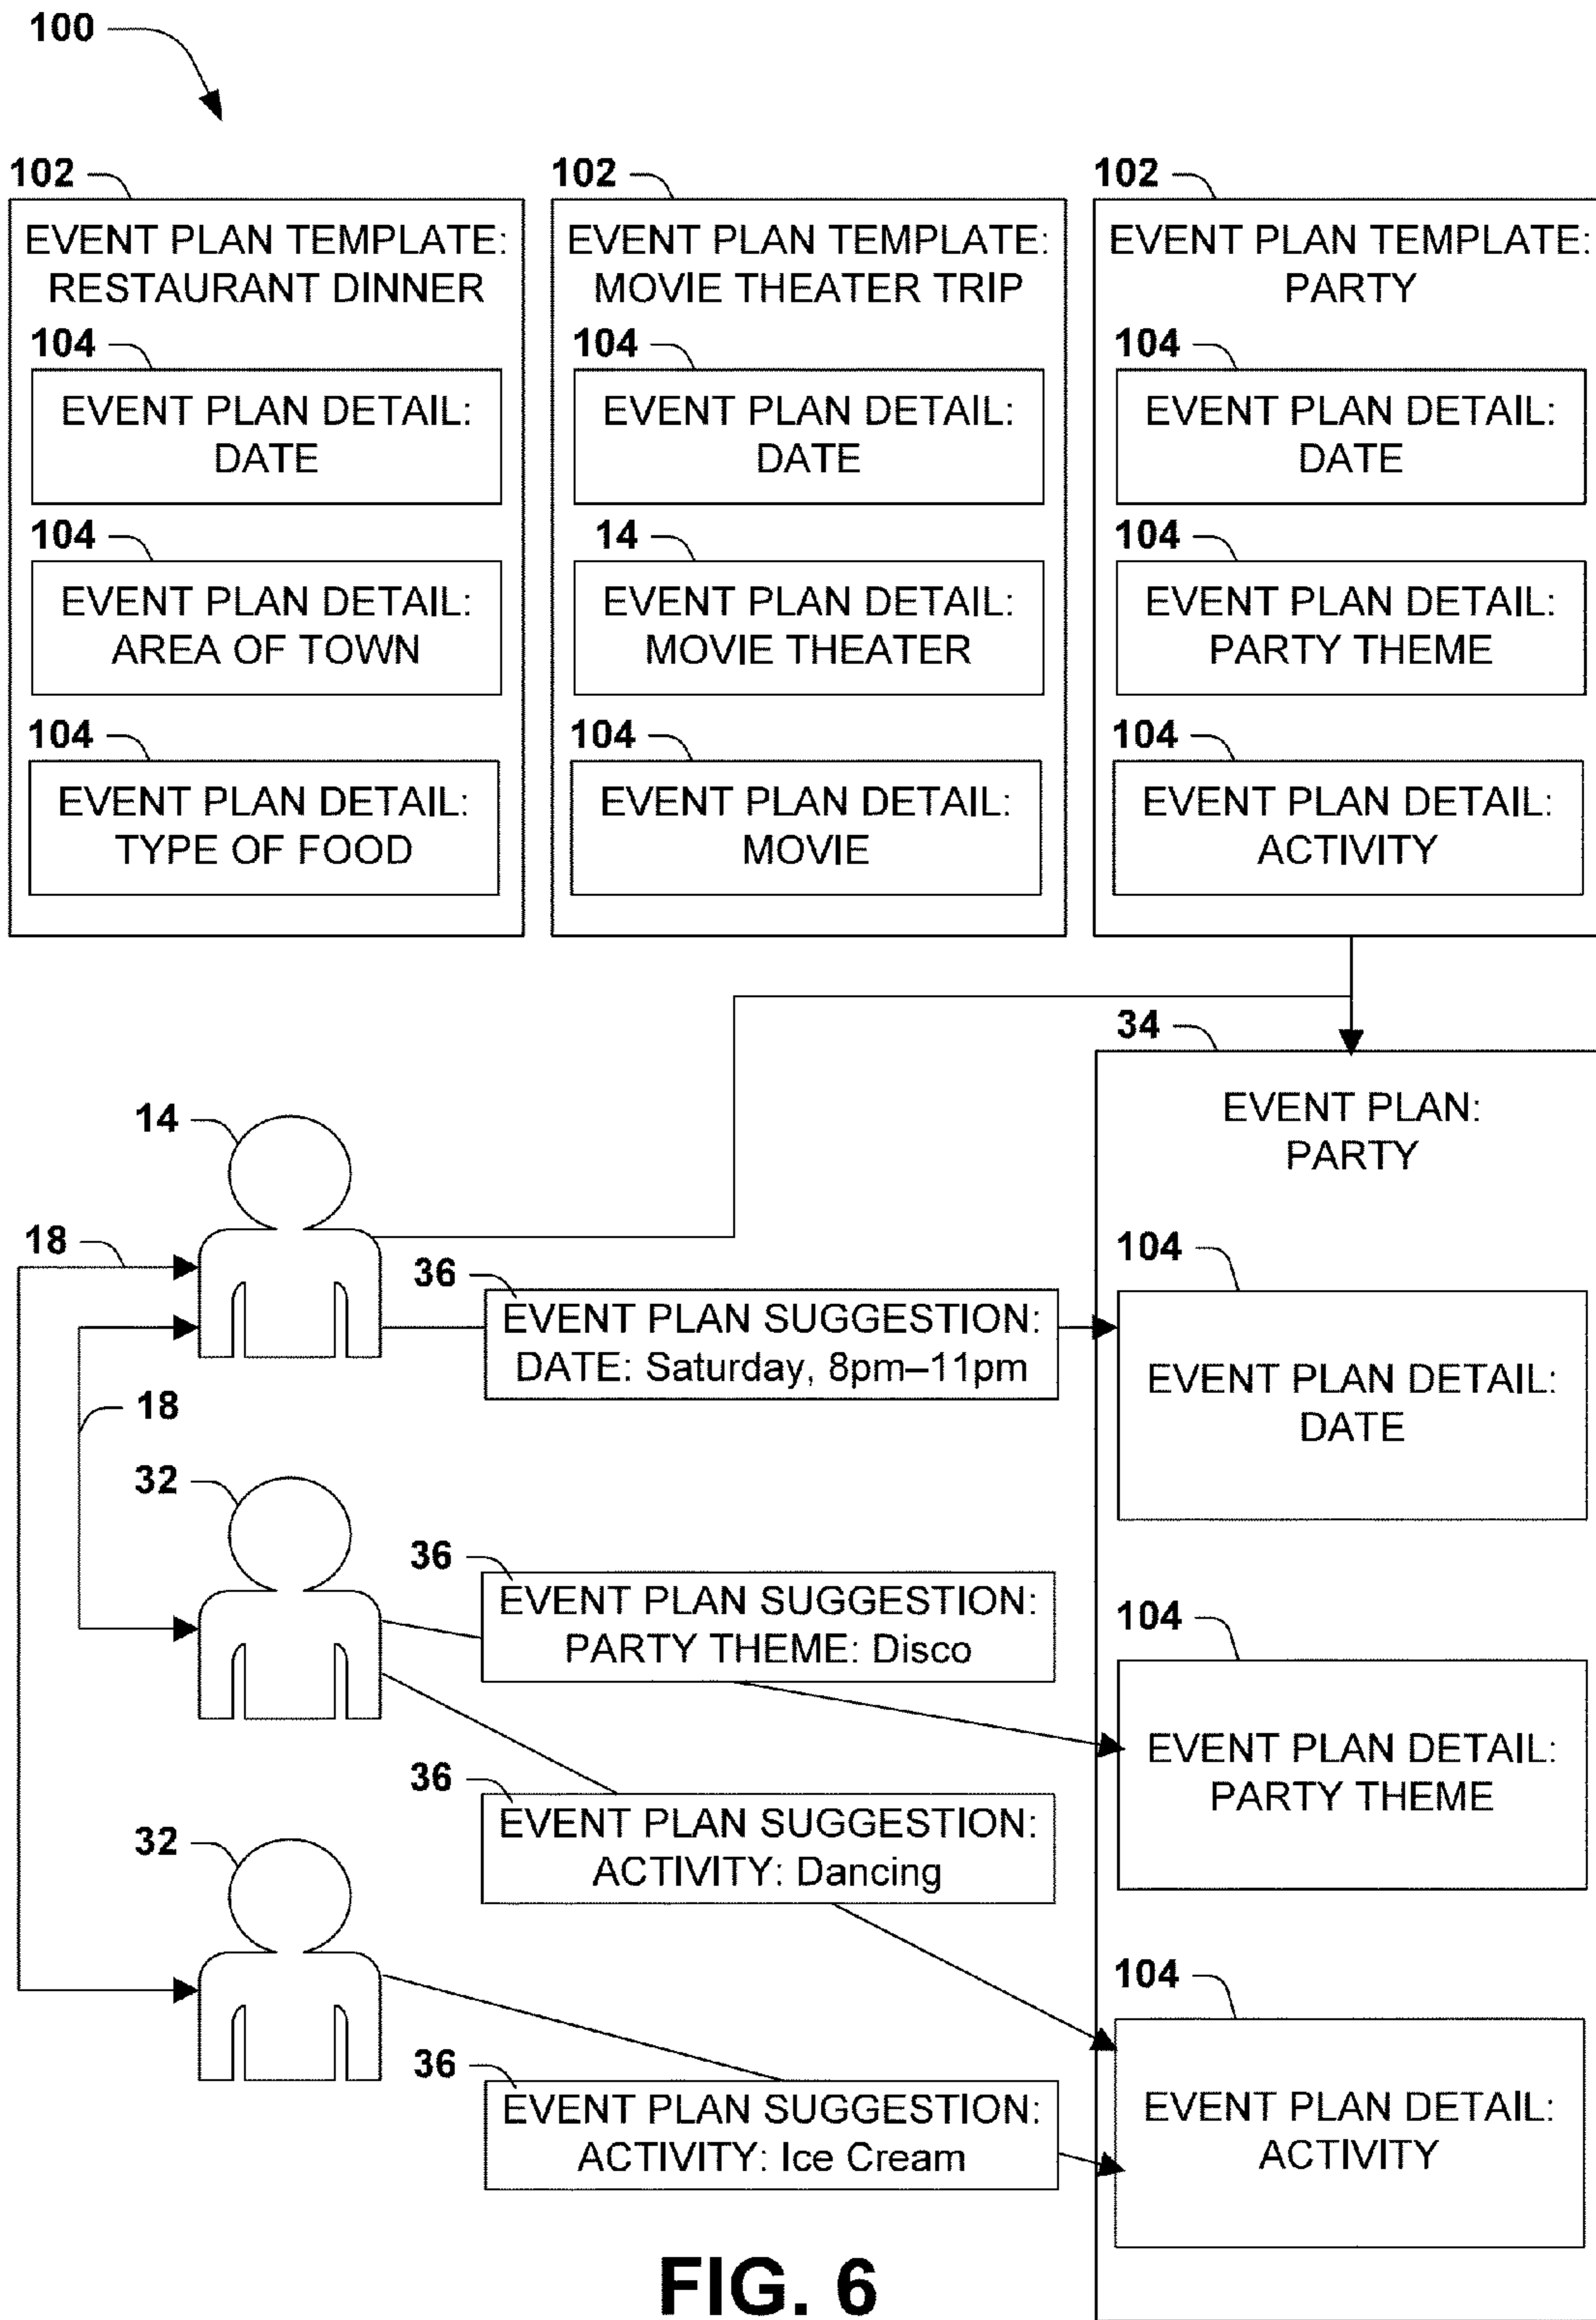 100
102
EVENT PLAN TEMPLATE:
RESTAURANT DINNER
104
EVENT PLAN DETAIL:
DATE
104
EVENT PLAN DETAIL:
AREA OF TOWN
104
EVENT PLAN DETAIL:
TYPE OF FOOD
102
EVENT PLAN TEMPLATE:
MOVIE THEATER TRIP
104
EVENT PLAN DETAIL:
DATE
14
EVENT PLAN DETAIL:
MOVIE THEATER
104
EVENT PLAN DETAIL:
MOVIE
102
EVENT PLAN TEMPLATE:
PARTY
104
EVENT PLAN DETAIL:
DATE
104
EVENT PLAN DETAIL:
PARTY THEME
104
EVENT PLAN DETAIL:
ACTIVITY
14
18
18
36
EVENT PLAN SUGGESTION:
DATE: Saturday, 8pm–11pm
32
36
EVENT PLAN SUGGESTION:
PARTY THEME: Disco
36
EVENT PLAN SUGGESTION:
ACTIVITY: Dancing
32
36
EVENT PLAN SUGGESTION:
ACTIVITY: Ice Cream
34
EVENT PLAN:
PARTY
104
EVENT PLAN DETAIL:
DATE
104
EVENT PLAN DETAIL:
PARTY THEME
104
EVENT PLAN DETAIL:
ACTIVITY
FIG. 6